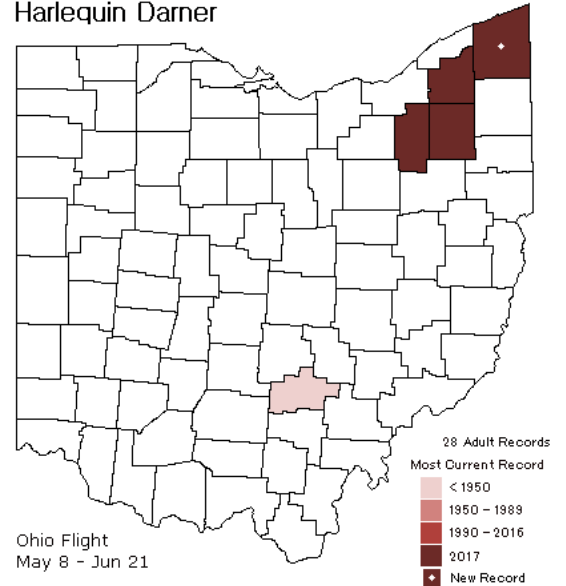 Harlequin Darner
28 Adult Records
Most Current Record
<1950
1950 - 1989
1990 - 2016
2017
New Record
Ohio Flight
May 8 - Jun 21